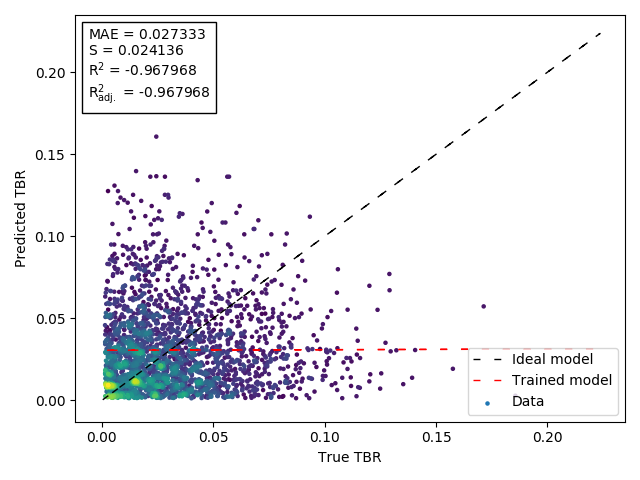 MAE = 0.027333
S = 0.024136
R² = -0.967968
R²adj. = -0.967968
0.20
0.15
0.10
0.05
0.00
Predicted TBR
0.00 0.05 0.10 0.15 0.20
True TBR
Ideal model
Trained model
Data